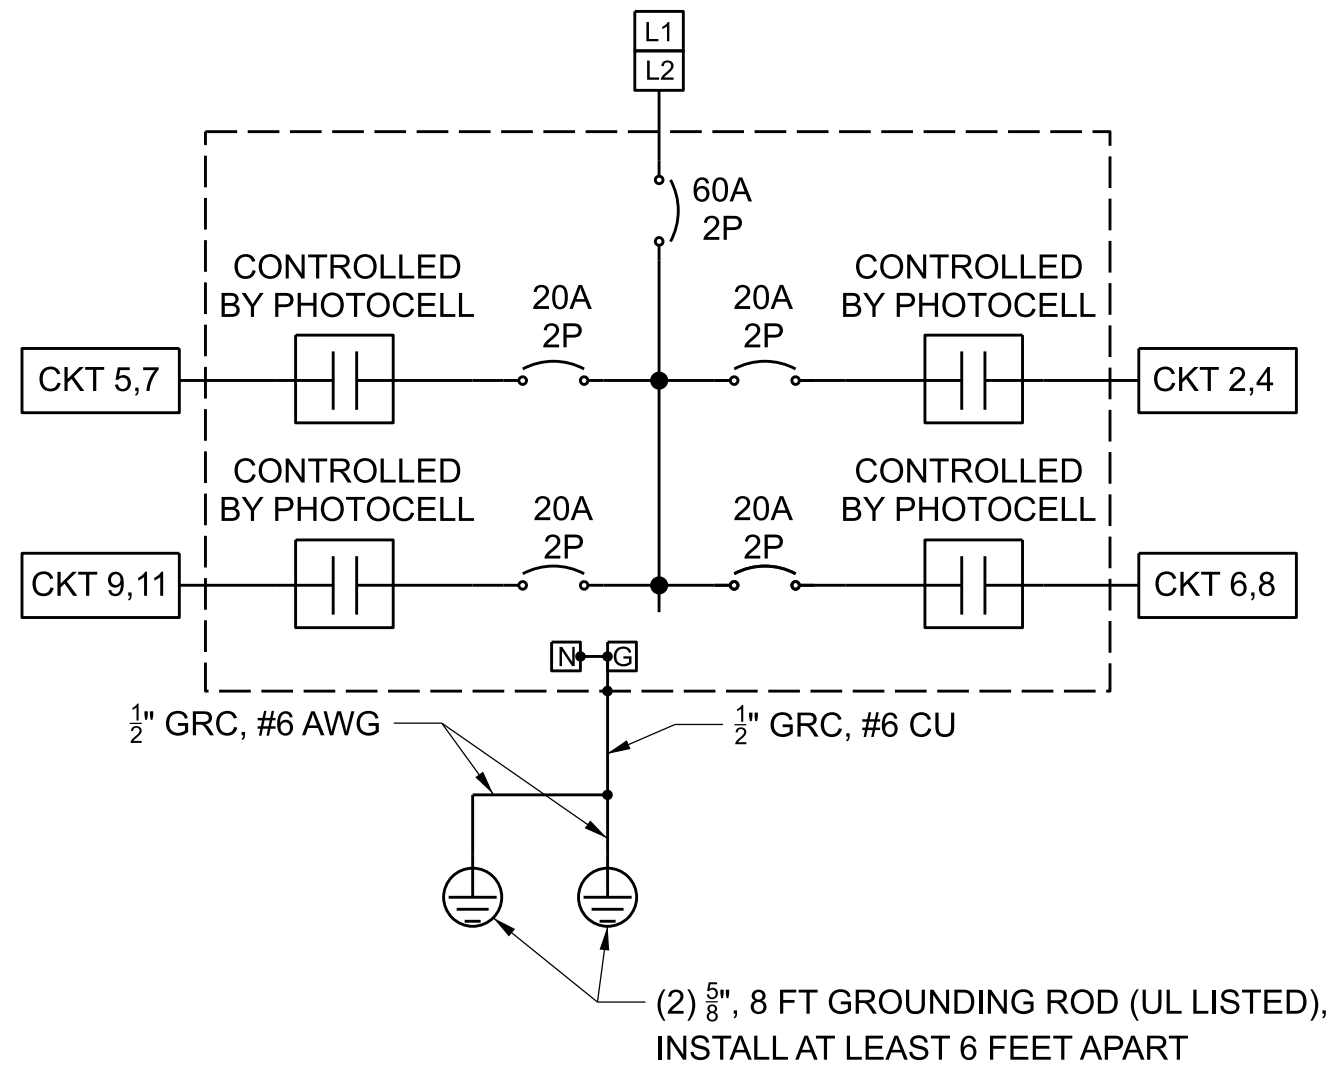 L1
L2
60A
2P
CONTROLLED
BY PHOTOCELL
20A
2P
20A
2P
CONTROLLED
BY PHOTOCELL
CKT 5,7
CKT 2,4
CONTROLLED
BY PHOTOCELL
20A
2P
20A
2P
CONTROLLED
BY PHOTOCELL
CKT 9,11
CKT 6,8
N
G
1/2" GRC, #6 AWG
1/2" GRC, #6 CU
(2) 5/8", 8 FT GROUNDING ROD (UL LISTED),
INSTALL AT LEAST 6 FEET APART